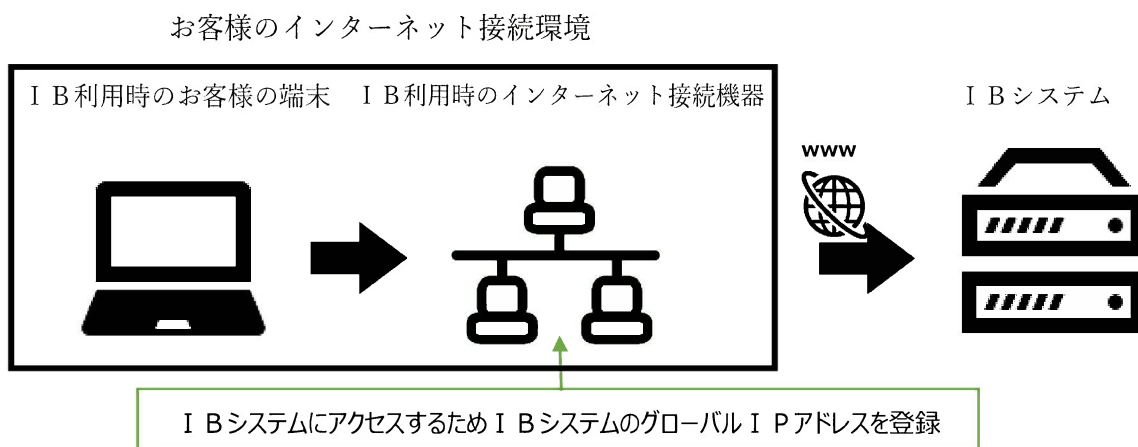 お客様のインターネット接続環境
ＩＢ利用時のお客様の端末
ＩＢ利用時のインターネット接続機器
ＩＢシステム
www
ＩＢシステムにアクセスするためＩＢシステムのグローバルＩＰアドレスを登録